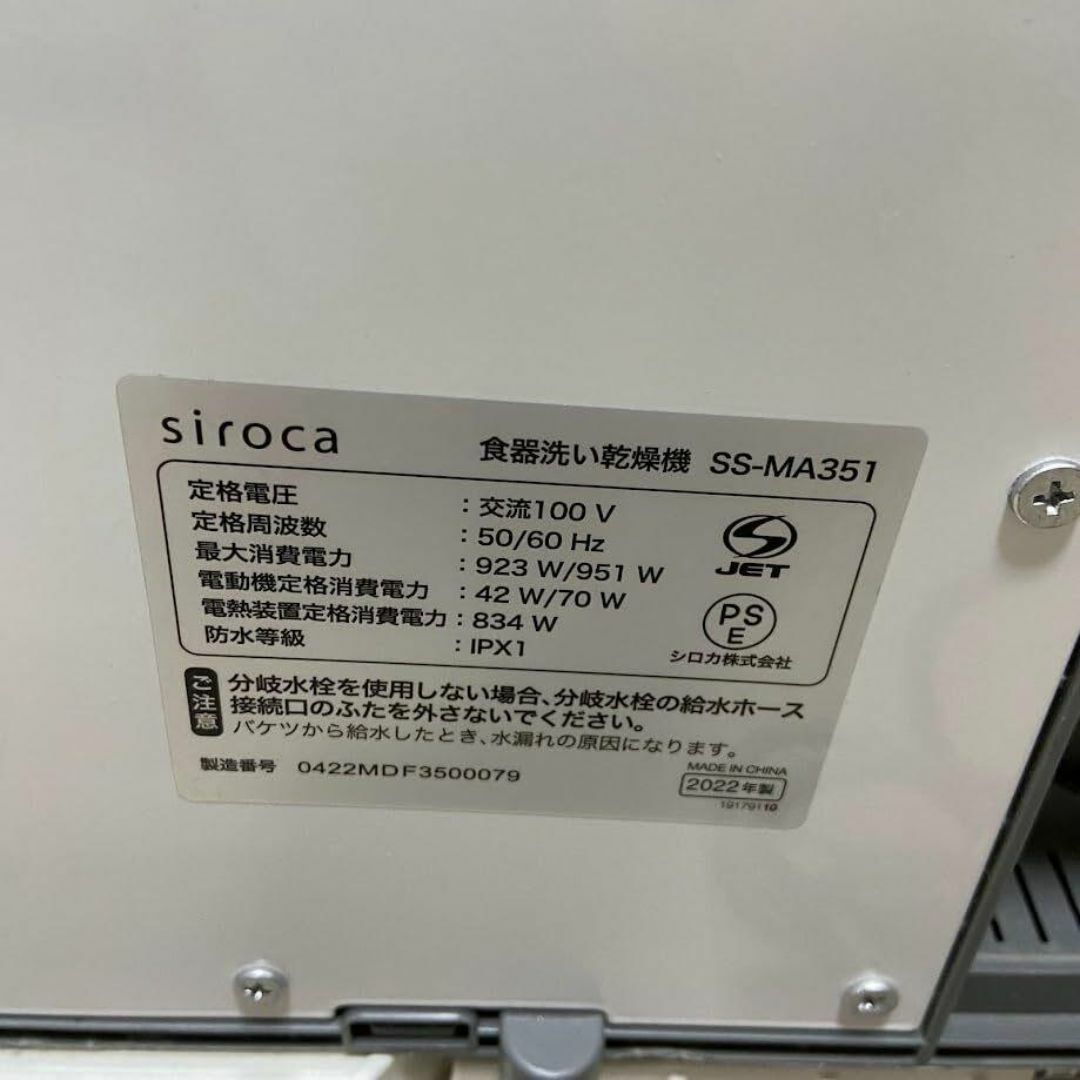 siroca
食器洗い乾燥機 SS-MA351
定格電圧 : 交流100 V
定格周波数 : 50/60 Hz
最大消費電力 : 923 W/951 W
電動機定格消費電力 : 42 W/70 W
電熱装置定格消費電力 : 834 W
防水等級 : IPX1
JET
PS
E
シロカ株式会社
ご注意
分岐水栓を使用しない場合、分岐水栓の給水ホース
接続口のふたを外さないでください。
バケツから給水したとき、水漏れの原因になります。
製造番号 0422MDF3500079
MADE IN CHINA
2022年製
19179110